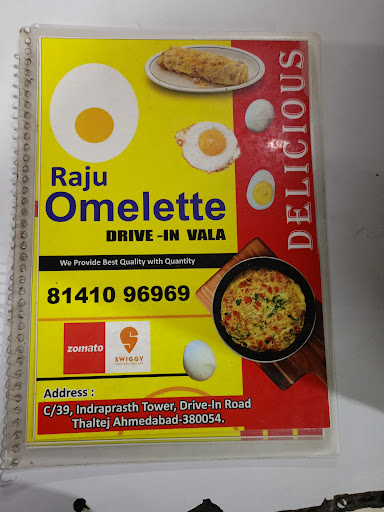 DELICIOUS
Raju
Omelette
DRIVE -IN VALA
We Provide Best Quality with Quantity
81410 96969
zomato
SWIGGY
Address :
C/39, Indraprasth Tower, Drive-In Road
Thaltej Ahmedabad-380054.